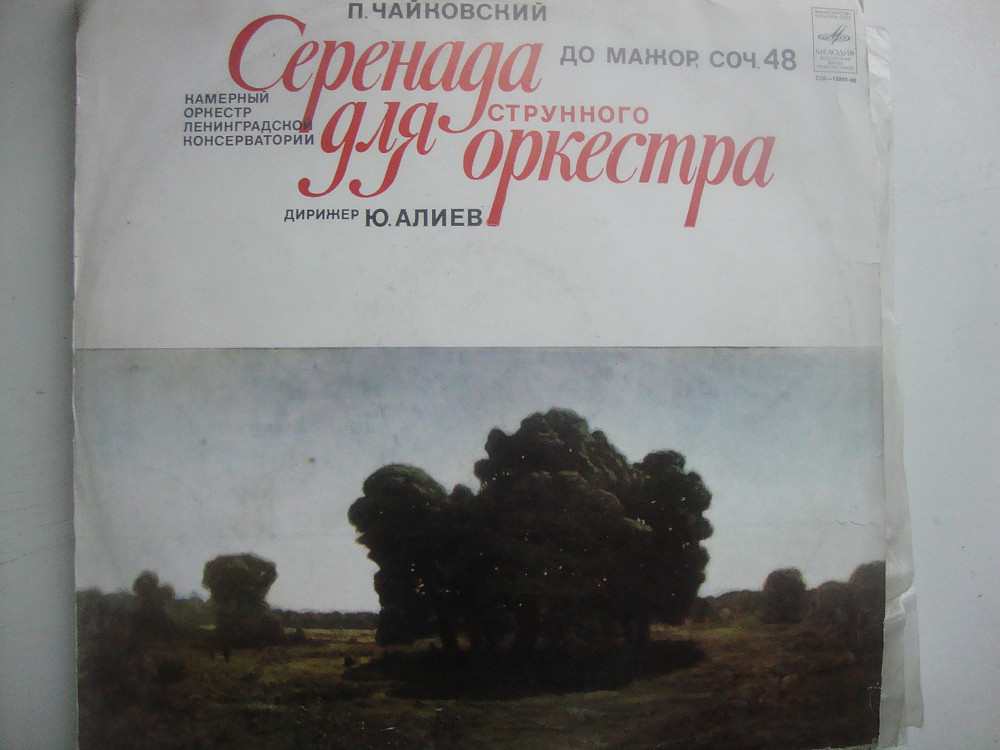 П. ЧАЙКОВСКИЙ
Серенада
ДО МАЖОР, СОЧ. 48
для СТРУННОГО
оркестра
КАМЕРНЫЙ
ОРКЕСТР
ЛЕНИНГРАДСКОЙ
КОНСЕРВАТОРИИ
ДИРИЖЕР Ю. АЛИЕВ
МЕЛОДИЯ